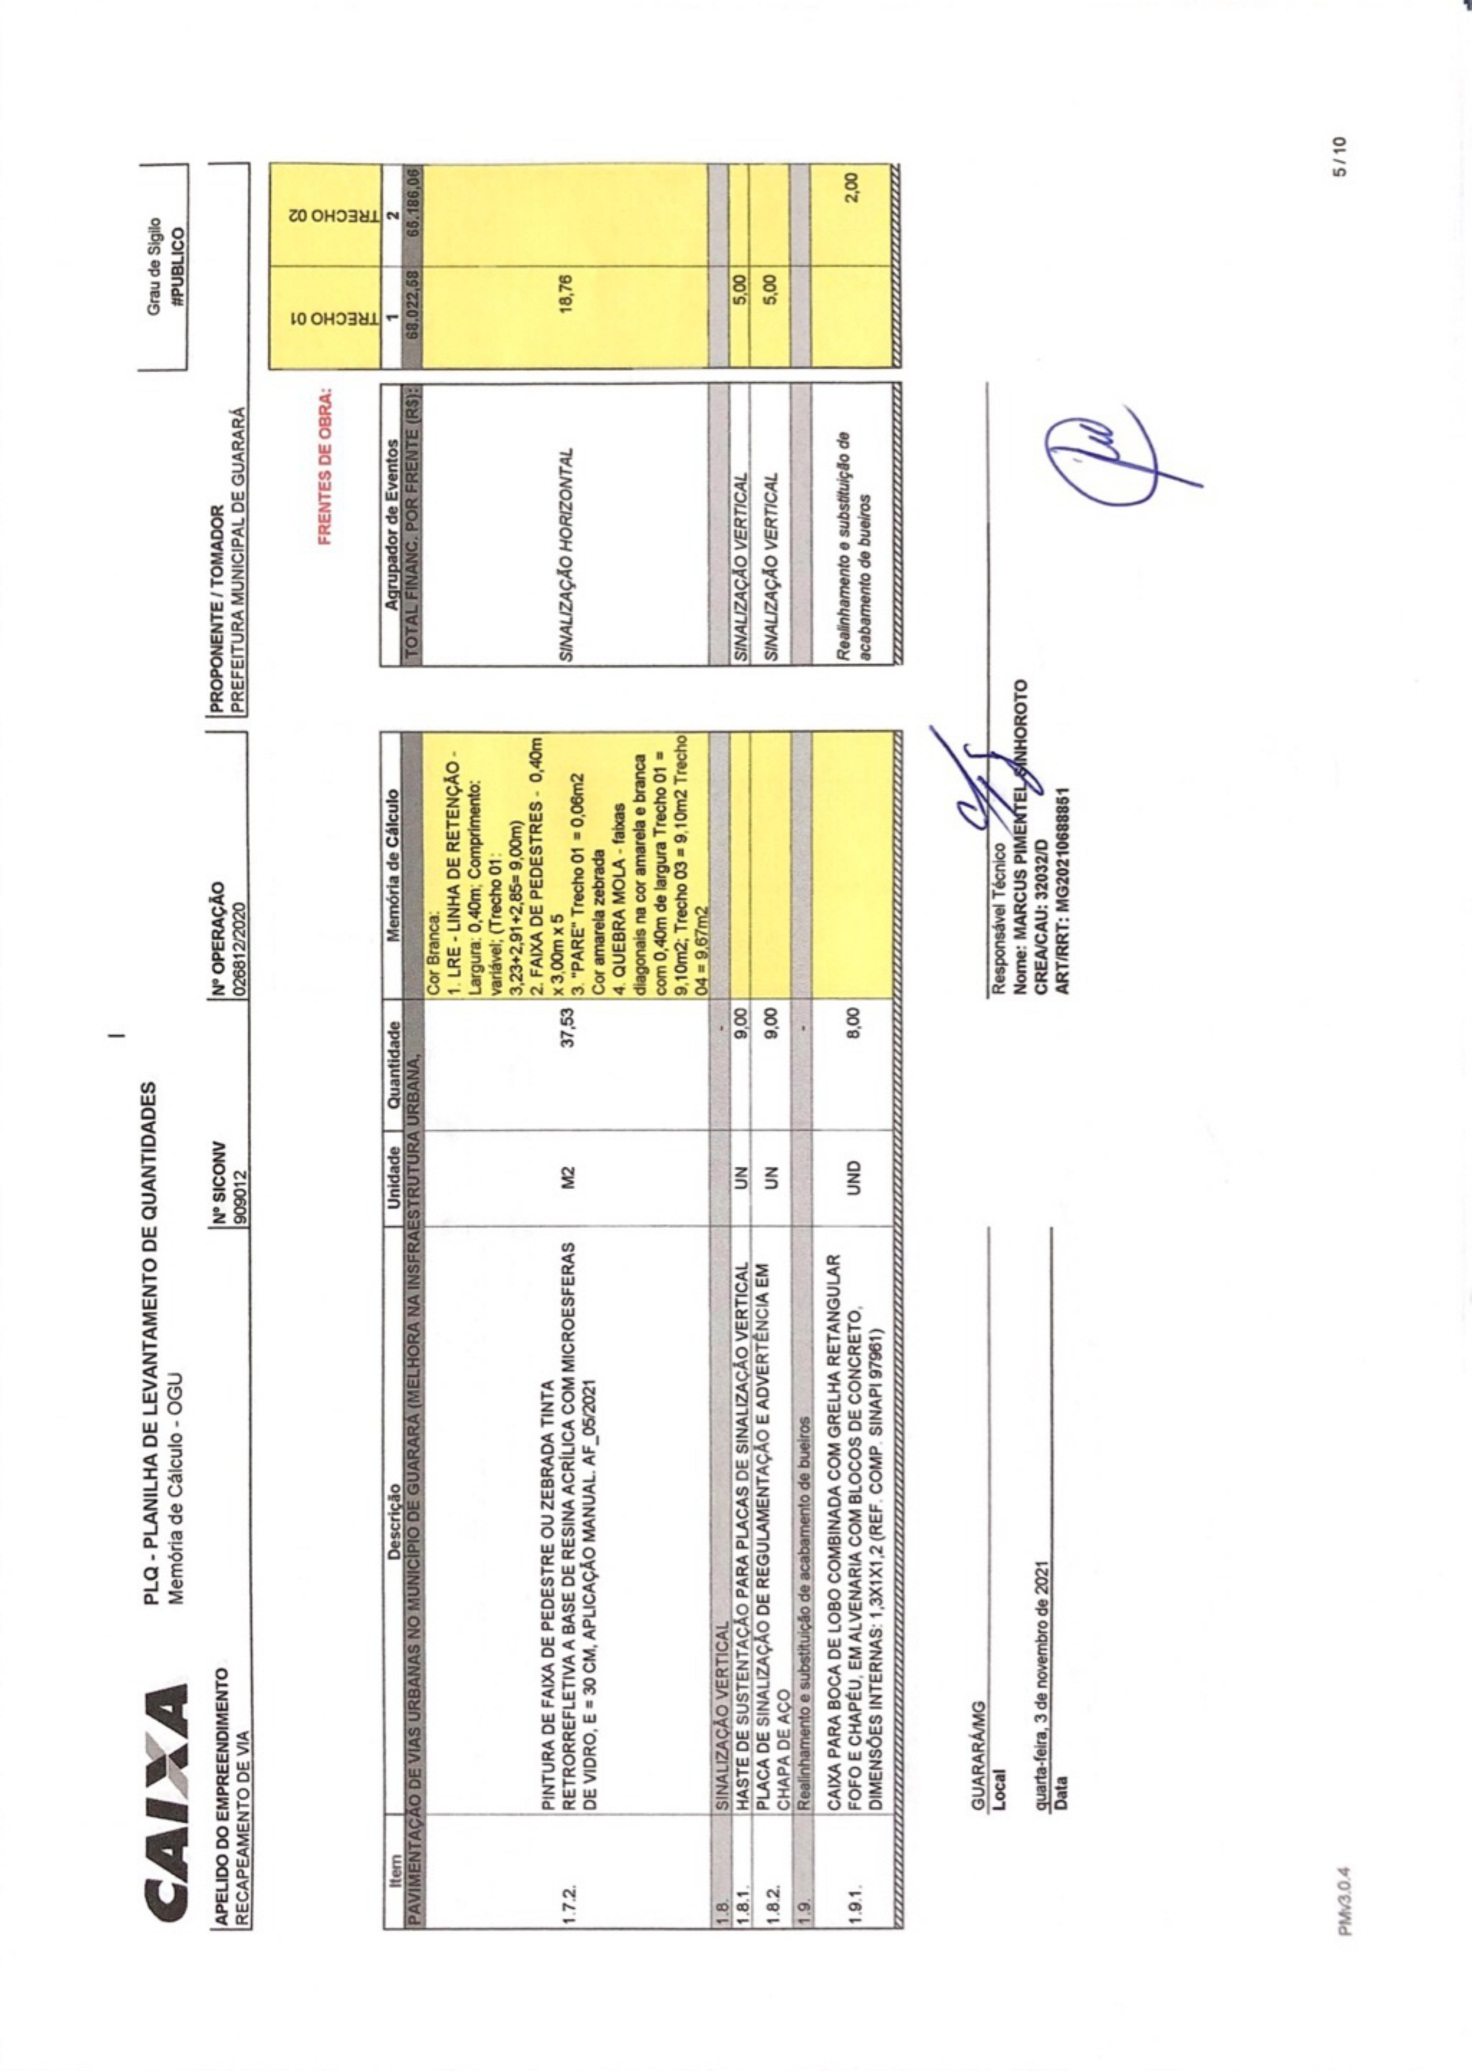 CAIXA
PLQ - PLANILHA DE LEVANTAMENTO DE QUANTIDADES
Memória de Cálculo - OGU
Grau de Sigilo
#PUBLICO
APELIDO DO EMPREENDIMENTO
RECAPEAMENTO DE VIA
Nº SICONV
909012
Nº OPERAÇÃO
026812/2020
PROPONENTE / TOMADOR
PREFEITURA MUNICIPAL DE GUARARÁ
FRENTES DE OBRA:
TRECHO 01
TRECHO 02
Item Descrição Unidade Quantidade Memória de Cálculo Agrupador de Eventos 1 2
PAVIMENTAÇÃO DE VIAS URBANAS NO MUNICÍPIO DE GUARARÁ (MELHORA NA INSFRAESTRUTURA URBANA, TOTAL FINANC. POR FRENTE (R$): 68.022,68 66.186,06
1.7.2.
PINTURA DE FAIXA DE PEDESTRE OU ZEBRADA TINTA
RETRORREFLETIVA A BASE DE RESINA ACRÍLICA COM MICROESFERAS
DE VIDRO, E = 30 CM, APLICAÇÃO MANUAL. AF_05/2021
M2
37,53
Cor Branca:
1. LRE - LINHA DE RETENÇÃO -
Largura: 0,40m; Comprimento:
variável; (Trecho 01:
3,23+2,91+2,85= 9,00m)
2. FAIXA DE PEDESTRES - 0,40m
x 3,00m x 5
3. "PARE" Trecho 01 = 0,06m2
Cor amarela zebrada
4. QUEBRA MOLA - faixas
diagonais na cor amarela e branca
com 0,40m de largura Trecho 01 =
9,10m2; Trecho 03 = 9,10m2 Trecho
04 = 9,67m2
SINALIZAÇÃO HORIZONTAL
18,76
1.8. SINALIZAÇÃO VERTICAL -
1.8.1. HASTE DE SUSTENTAÇÃO PARA PLACAS DE SINALIZAÇÃO VERTICAL UN 9,00 SINALIZAÇÃO VERTICAL 5,00
1.8.2.
PLACA DE SINALIZAÇÃO DE REGULAMENTAÇÃO E ADVERTÊNCIA EM
CHAPA DE AÇO
UN 9,00 SINALIZAÇÃO VERTICAL 5,00
1.9. Realinhamento e substituição de acabamento de bueiros -
1.9.1.
CAIXA PARA BOCA DE LOBO COMBINADA COM GRELHA RETANGULAR
FOFO E CHAPÉU, EM ALVENARIA COM BLOCOS DE CONCRETO,
DIMENSÕES INTERNAS: 1,3X1X1,2 (REF. COMP. SINAPI 97961)
UND 8,00
Realinhamento e substituição de
acabamento de bueiros
2,00
GUARARÁ/MG
Local
quarta-feira, 3 de novembro de 2021
Data
Responsável Técnico
Nome: MARCUS PIMENTEL SINHOROTO
CREA/CAU: 32032/D
ART/RRT: MG20210688851
PMv3.0.4
5 / 10